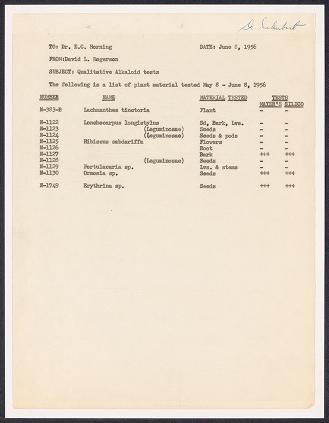 TO: Dr. E.C. Horning DATE: June 8, 1956
FROM:David L. Rogerson
SUBJECT: Qualitative Alkaloid tests
The following is a list of plant material tested May 8 - June 8, 1956
NUMBER NAME MATERIAL TESTED TESTS
MAYER'S SILICO
N-383-B Lachnanthes tinctoria Plant - -
N-1122 Lonchocarpus longistylus Sd, Bark, Lvs. - -
N-1123 (Leguminosae) Seeds - -
N-1124 (Leguminosae) Seeds & pods - -
N-1125 Hibiscus subdariffa Flowers - -
N-1126 Root - -
N-1127 Bark +++ +++
N-1128 (Leguminosae) Seeds - -
N-1129 Portulacaria sp. Lvs. & stems - -
N-1130 Ormosia sp. Seeds +++ +++
N-1749 Erythrina sp. Seeds +++ +++